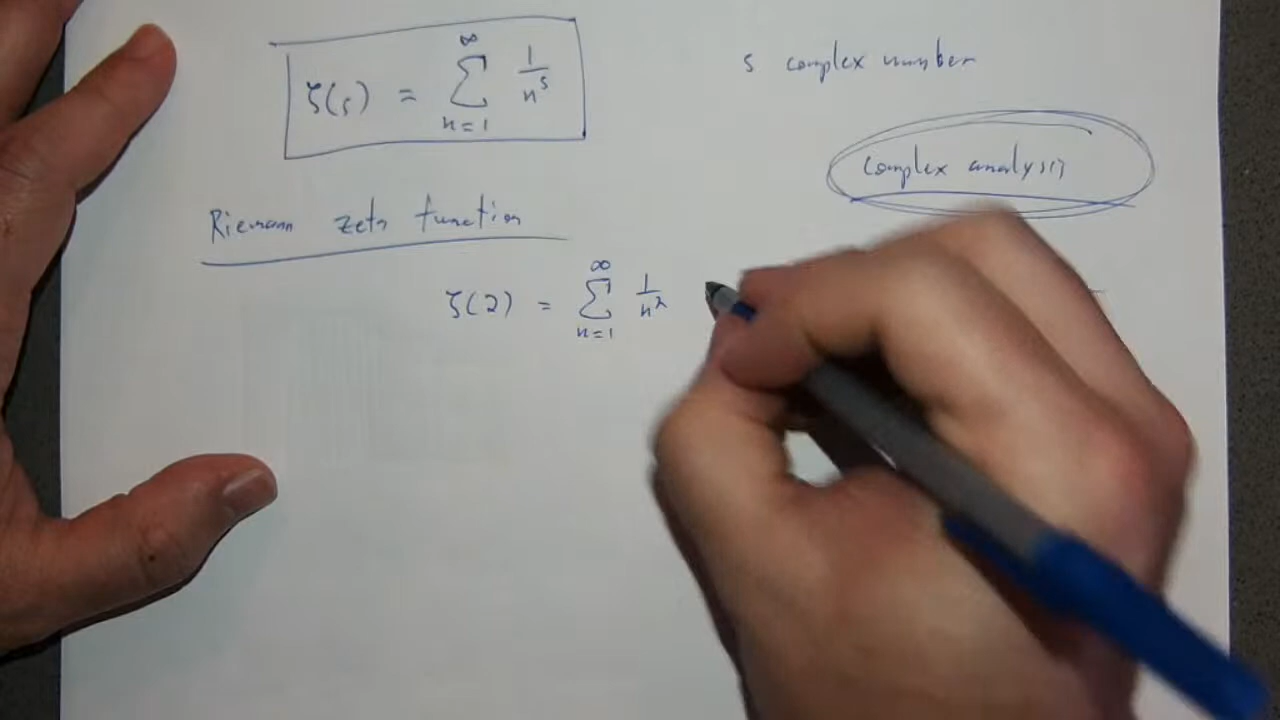 ζ(s) = ∑_{n=1}^{∞} 1/n^s
s complex number
complex analysis
Riemann zeta function
ζ(2) = ∑_{n=1}^{∞} 1/n^2